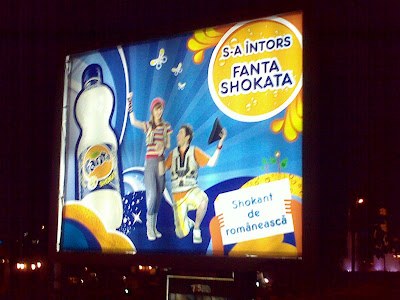 S-A ÎNTORS
FANTA
SHOKATA
Fanta
Shokant
de
românească